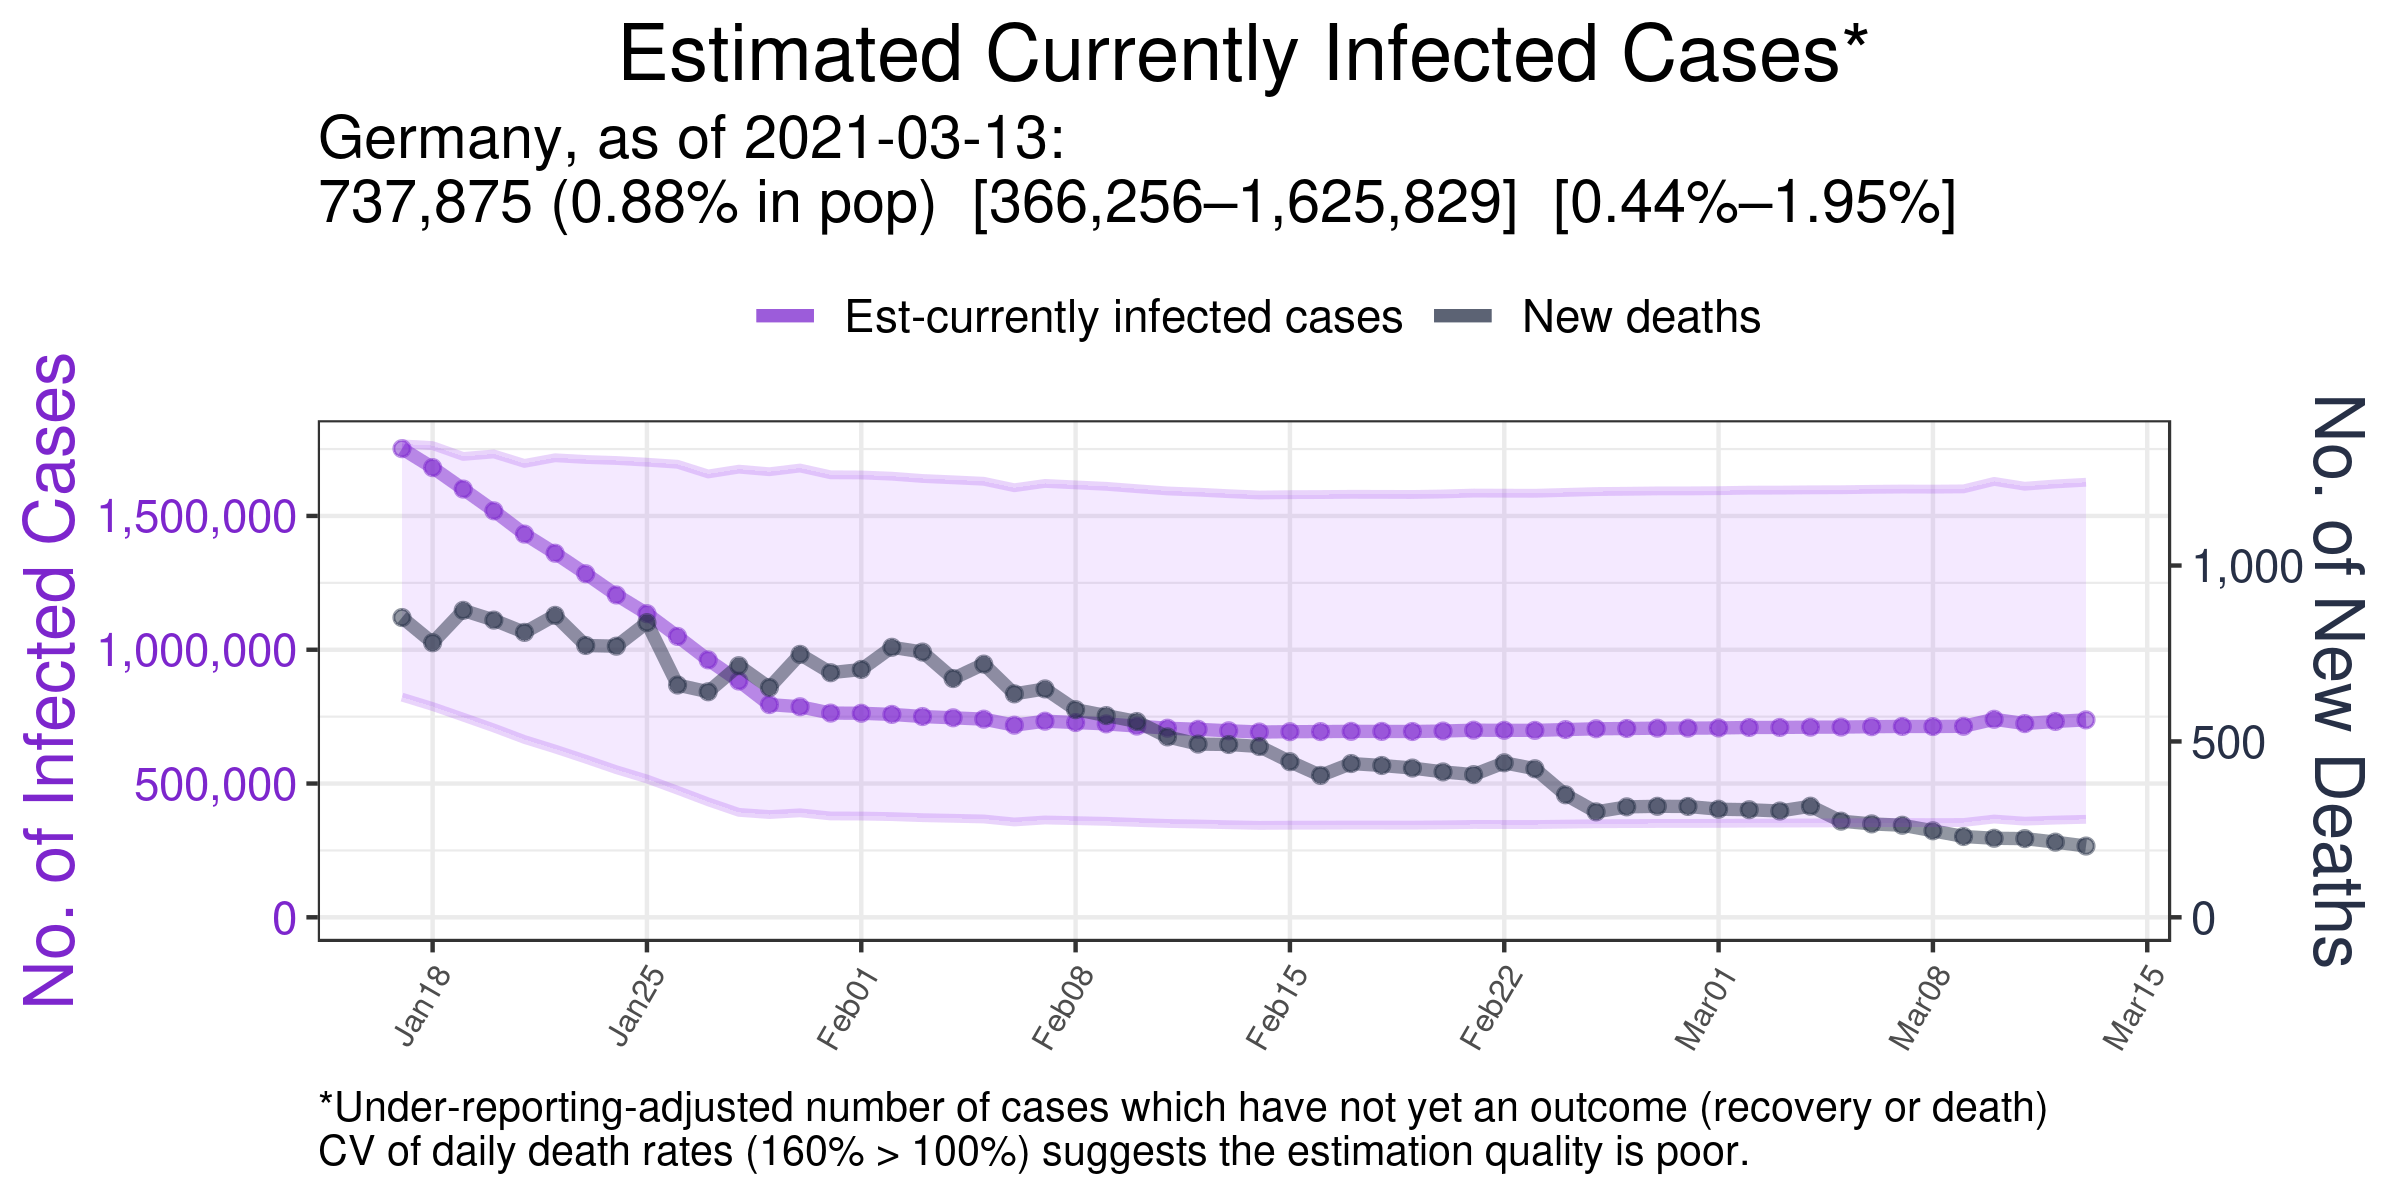 Estimated Currently Infected Cases*
Germany, as of 2021-03-13:
737,875 (0.88% in pop) [366,256–1,625,829] [0.44%–1.95%]
Est-currently infected cases
New deaths
No. of Infected Cases
1,500,000
1,000,000
500,000
0
No. of New Deaths
1,000
500
0
Jan18
Jan25
Feb01
Feb08
Feb15
Feb22
Mar01
Mar08
Mar15
*Under-reporting-adjusted number of cases which have not yet an outcome (recovery or death)
CV of daily death rates (160% > 100%) suggests the estimation quality is poor.